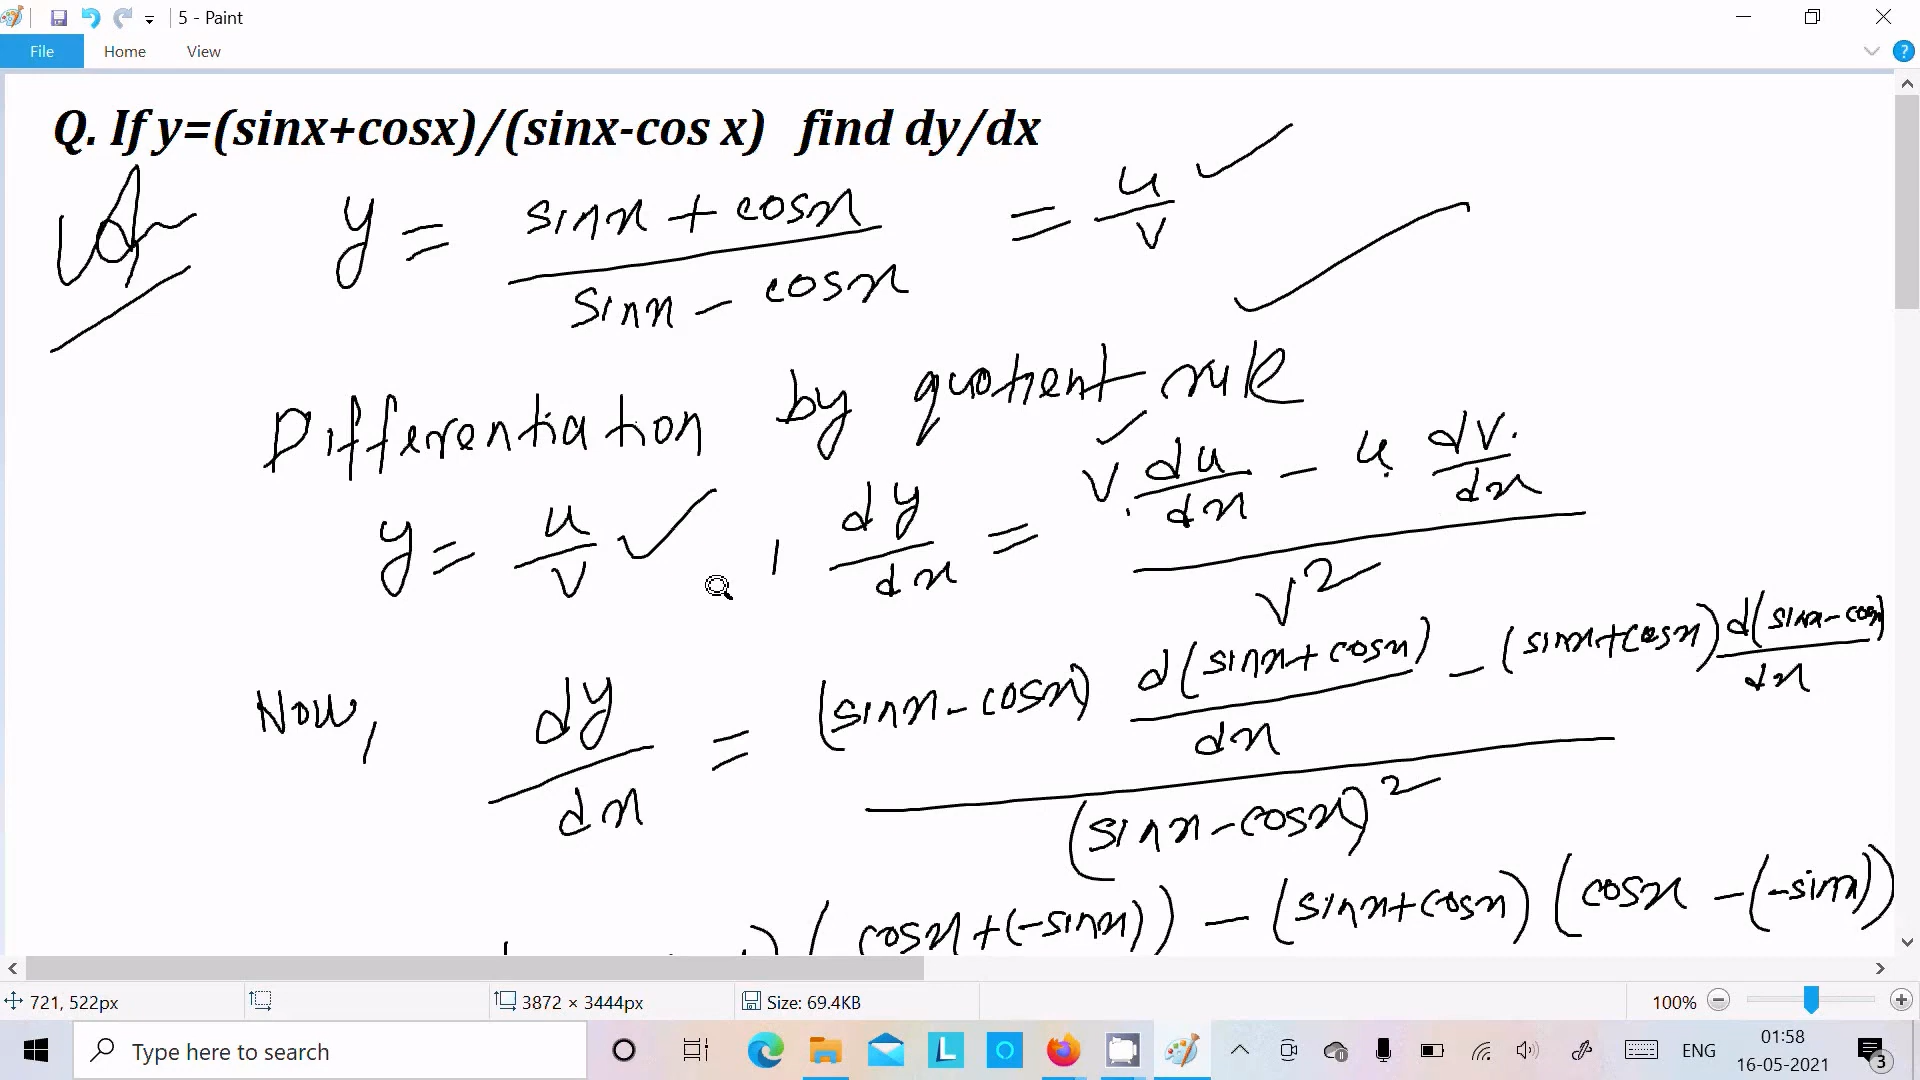 5 - Paint
File Home View
Q. If y=(sinx+cosx)/(sinx-cos x) find dy/dx
y = (sinx + cosx)/(sinx - cosx) = u/v
Differentiation by quotient rule
y = u/v , dy/dx = (v. du/dx - u. dv/dx)/v²
Now, dy/dx = ((sinx - cosx) d(sinx + cosx)/dx - (sinx+cosx) d(sinx-cosx)/dx)/(sinx-cosx)²
(cosx+(-sinx)) - (sinx+cosx) (cosx - (-sinx))
721, 522px 3872 × 3444px Size: 69.4KB 100%
Type here to search ENG 01:58
16-05-2021 3